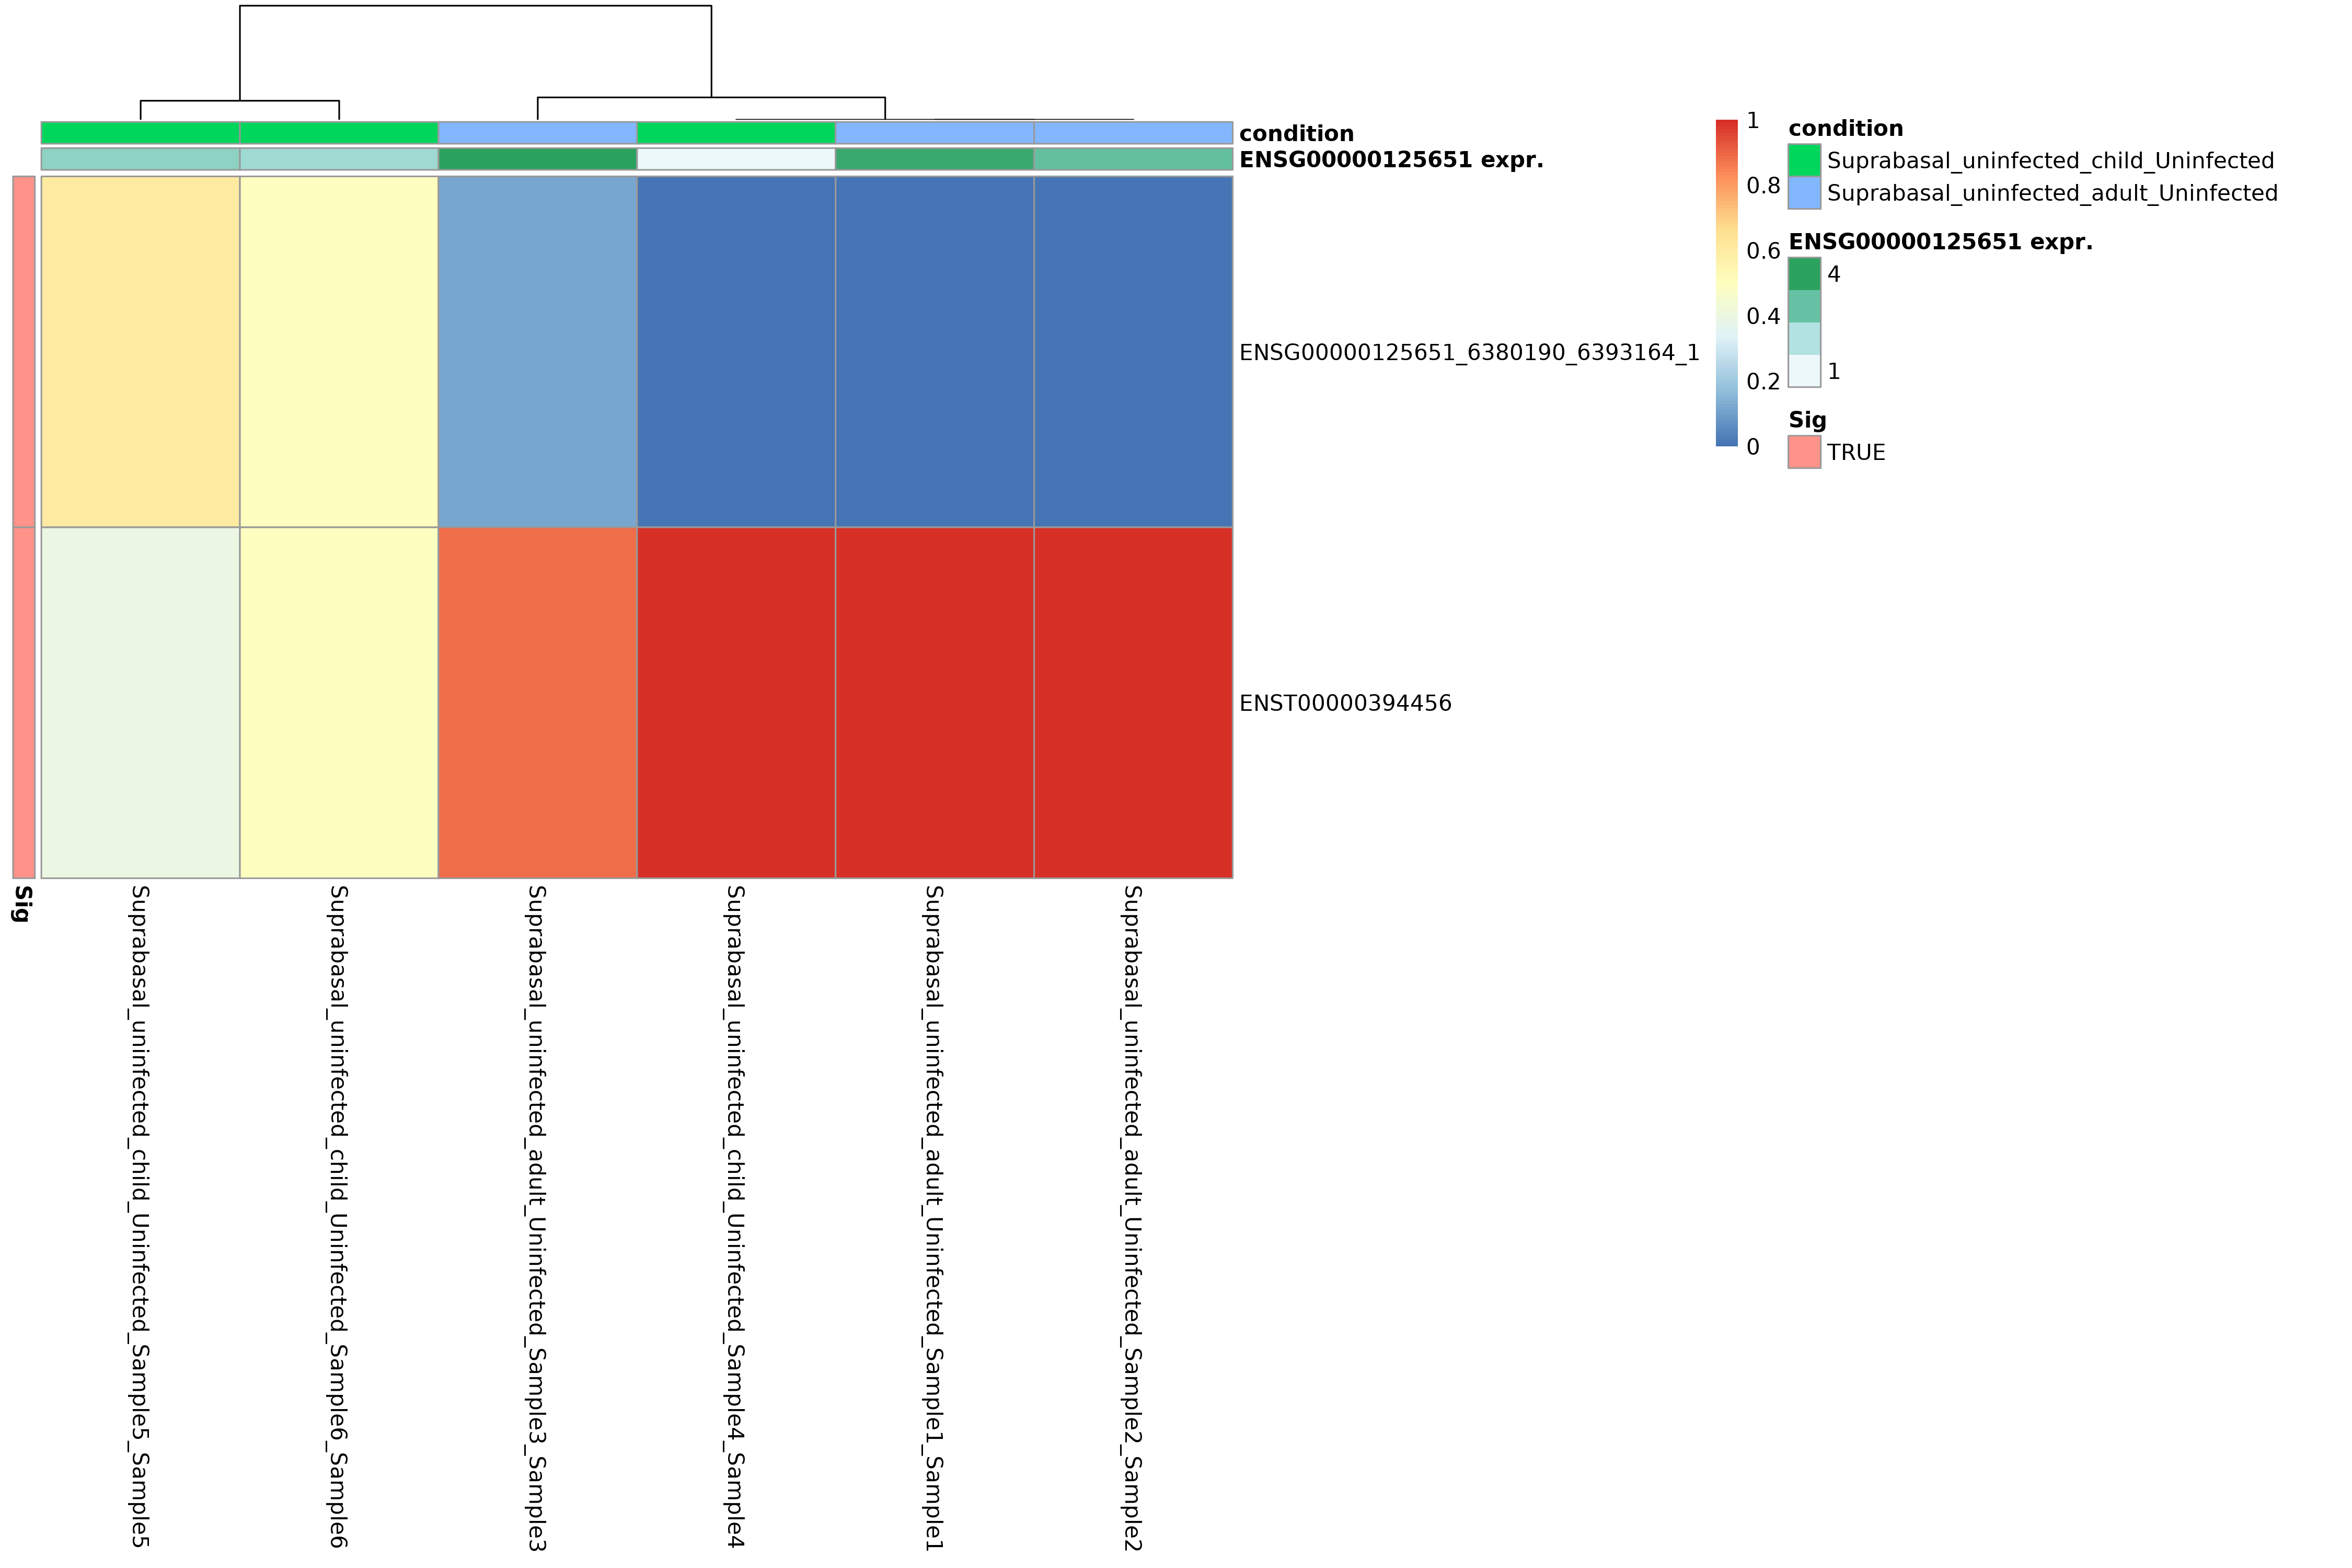 condition
ENSG00000125651 expr.
ENSG00000125651_6380190_6393164_1
ENST00000394456
1
0.8
0.6
0.4
0.2
0
condition
Suprabasal_uninfected_child_Uninfected
Suprabasal_uninfected_adult_Uninfected
ENSG00000125651 expr.
4
1
Sig
TRUE
Sig
Suprabasal_uninfected_child_Uninfected_Sample5_Sample5
Suprabasal_uninfected_child_Uninfected_Sample6_Sample6
Suprabasal_uninfected_adult_Uninfected_Sample3_Sample3
Suprabasal_uninfected_child_Uninfected_Sample4_Sample4
Suprabasal_uninfected_adult_Uninfected_Sample1_Sample1
Suprabasal_uninfected_adult_Uninfected_Sample2_Sample2